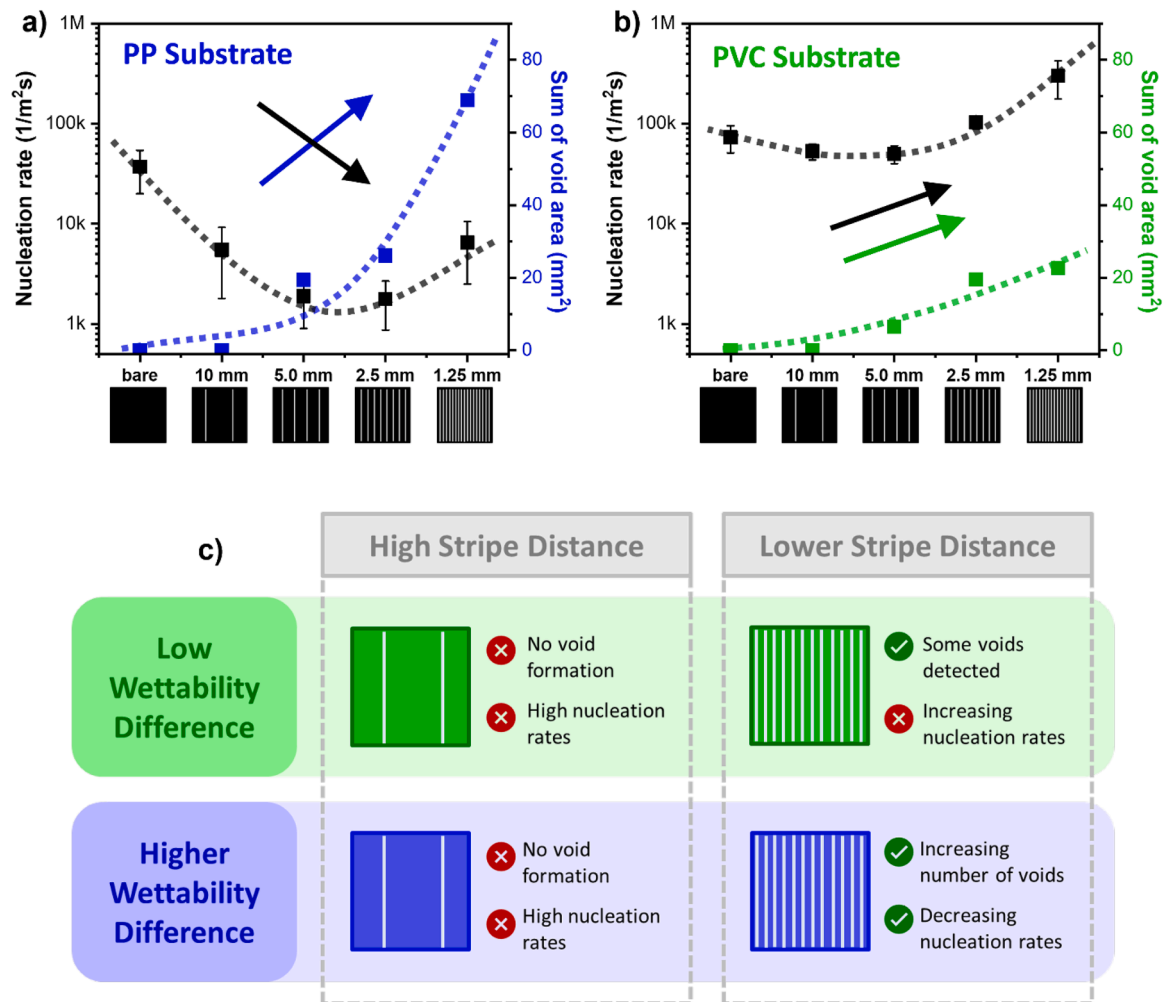 a)
PP Substrate
Nucleation rate (1/m²s)
1M
100k
10k
1k
Sum of void area (mm²)
80
60
40
20
0
bare
10 mm
5.0 mm
2.5 mm
1.25 mm
b)
PVC Substrate
Nucleation rate (1/m²s)
1M
100k
10k
1k
Sum of void area (mm²)
80
60
40
20
0
bare
10 mm
5.0 mm
2.5 mm
1.25 mm
c)
High Stripe Distance
Lower Stripe Distance
Low
Wettability
Difference
No void
formation
High nucleation
rates
Some voids
detected
Increasing
nucleation rates
Higher
Wettability
Difference
No void
formation
High nucleation
rates
Increasing
number of voids
Decreasing
nucleation rates